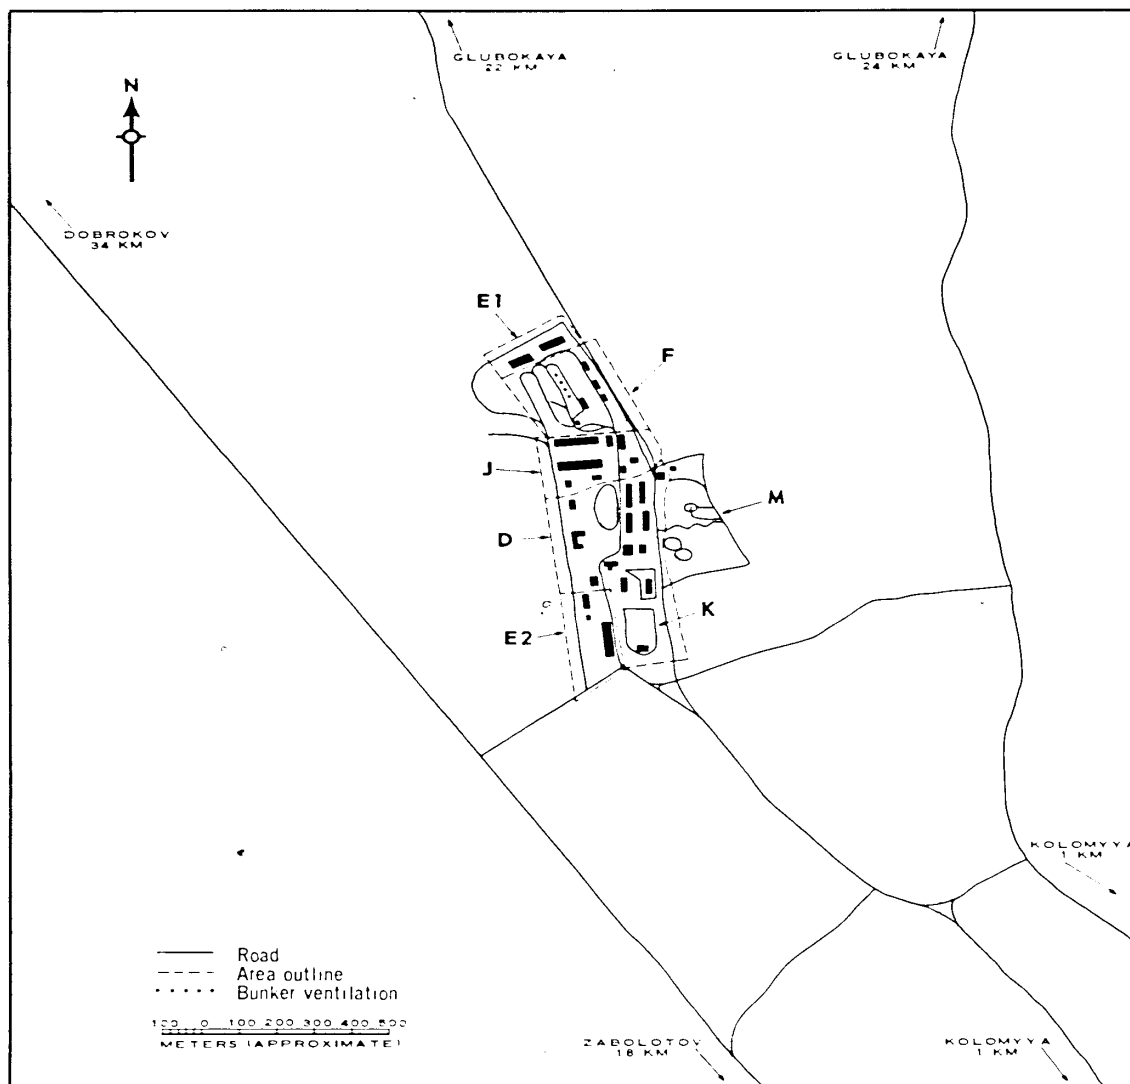 GLUBOKAYA
22 KM
GLUBOKAYA
24 KM
N
DOBROKOV
34 KM
E1
F
J
M
D
K
E2
KOLOMYYA
1 KM
Road
Area outline
Bunker ventilation
100 0 100 200 300 400 500
METERS (APPROXIMATE)
ZABOLOTOV
18 KM
KOLOMYYA
1 KM